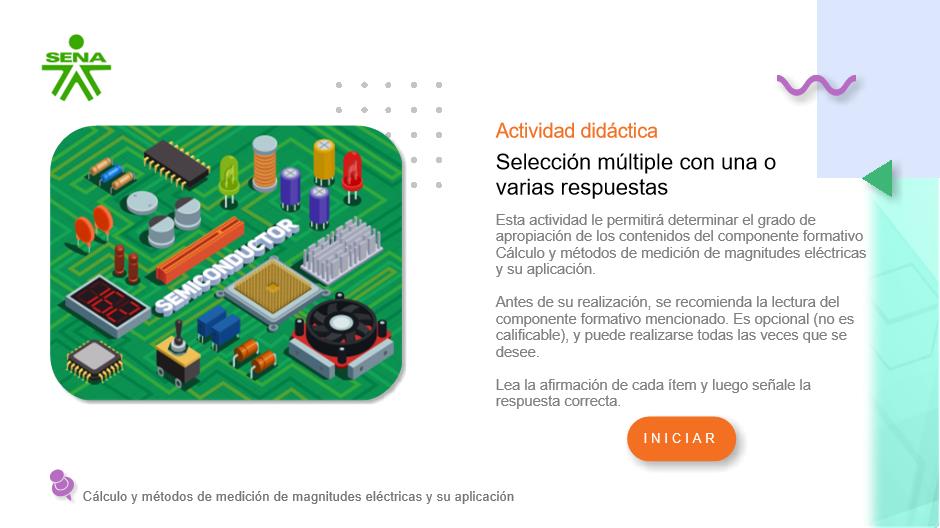 SENA
Actividad didáctica
Selección múltiple con una o
varias respuestas
Esta actividad le permitirá determinar el grado de
apropiación de los contenidos del componente formativo
Cálculo y métodos de medición de magnitudes eléctricas
y su aplicación.
Antes de su realización, se recomienda la lectura del
componente formativo mencionado. Es opcional (no es
calificable), y puede realizarse todas las veces que se
desee.
Lea la afirmación de cada ítem y luego señale la
respuesta correcta.
INICIAR
SEMICONDUCTOR
Cálculo y métodos de medición de magnitudes eléctricas y su aplicación